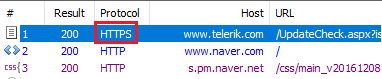 # Result Protocol Host URL
1 200 HTTPS www.telerik.com /UpdateCheck.aspx?is
2 200 HTTP www.naver.com /
css 3 200 HTTP s.pm.naver.net /css/main_v20161208